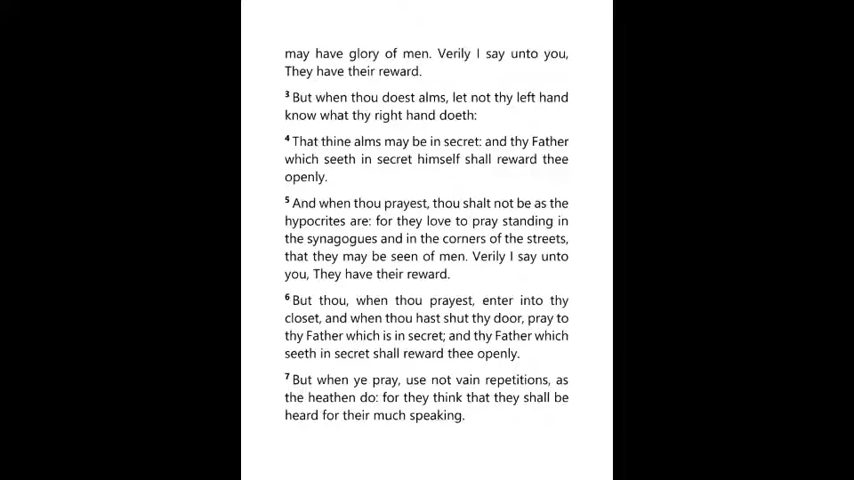 may have glory of men. Verily I say unto you,
They have their reward.
3 But when thou doest alms, let not thy left hand
know what thy right hand doeth:
4 That thine alms may be in secret: and thy Father
which seeth in secret himself shall reward thee
openly.
5 And when thou prayest, thou shalt not be as the
hypocrites are: for they love to pray standing in
the synagogues and in the corners of the streets,
that they may be seen of men. Verily I say unto
you, They have their reward.
6 But thou, when thou prayest, enter into thy
closet, and when thou hast shut thy door, pray to
thy Father which is in secret; and thy Father which
seeth in secret shall reward thee openly.
7 But when ye pray, use not vain repetitions, as
the heathen do: for they think that they shall be
heard for their much speaking.